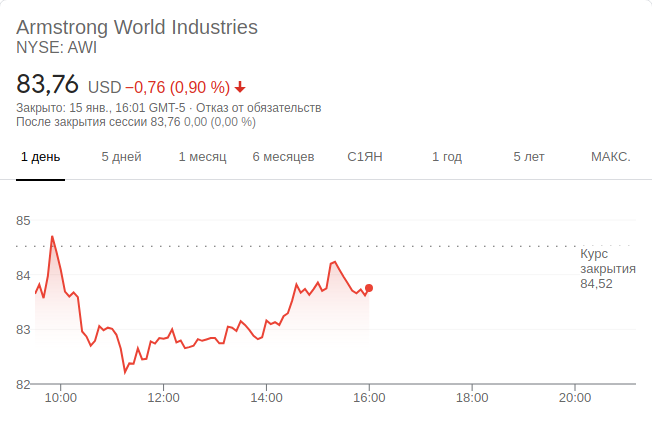 Armstrong World Industries
NYSE: AWI
83,76 USD −0,76 (0,90 %)
Закрыто: 15 янв., 16:01 GMT-5 · Отказ от обязательств
После закрытия сессии 83,76 0,00 (0,00 %)
1 день 5 дней 1 месяц 6 месяцев С1ЯН 1 год 5 лет МАКС.
85
84
83
82
Курс
закрытия
84,52
10:00 12:00 14:00 16:00 18:00 20:00